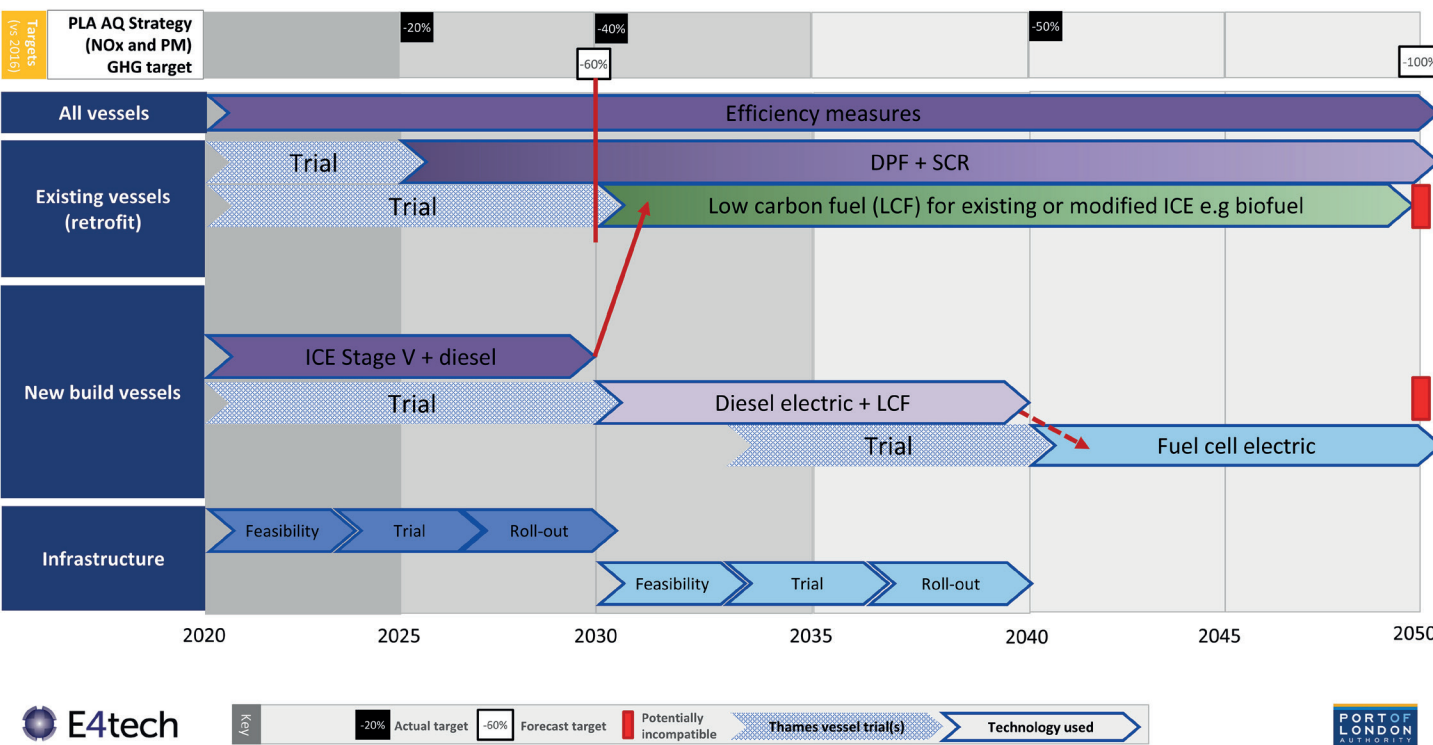 Targets
(vs 2016)
PLA AQ Strategy
(NOx and PM)
GHG target
-20%
-40%
-50%
-60%
-100%
All vessels
Efficiency measures
Existing vessels
(retrofit)
Trial
DPF + SCR
Trial
Low carbon fuel (LCF) for existing or modified ICE e.g biofuel
New build vessels
ICE Stage V + diesel
Trial
Diesel electric + LCF
Trial
Fuel cell electric
Infrastructure
Feasibility
Trial
Roll-out
Feasibility
Trial
Roll-out
2020
2025
2030
2035
2040
2045
2050
E4tech
Key
-20%
Actual target
-60%
Forecast target
Potentially
incompatible
Thames vessel trial(s)
Technology used
PORT OF
LONDON
AUTHORITY